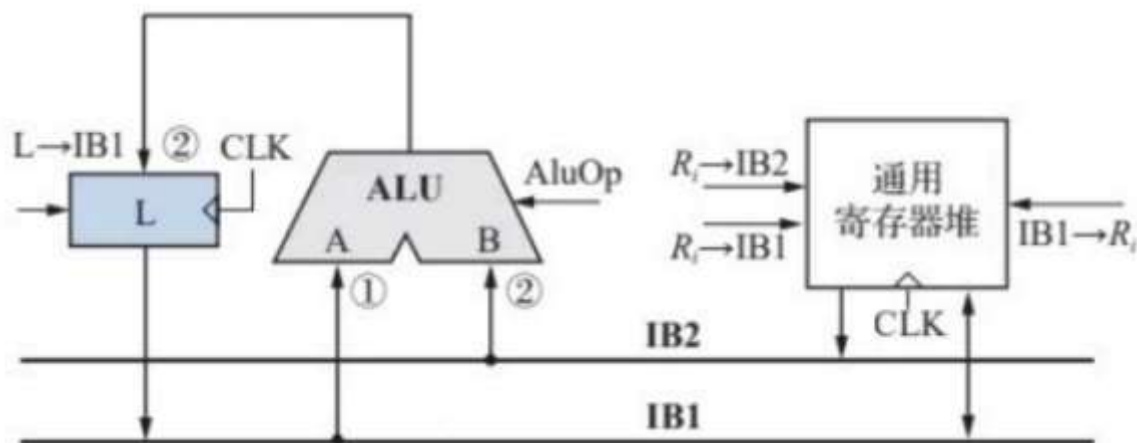 L→IB1
②
CLK
L
ALU
A
B
AluOp
①
②
R_i→IB2
R_i→IB1
通用
寄存器堆
IB1→R_i
CLK
IB2
IB1